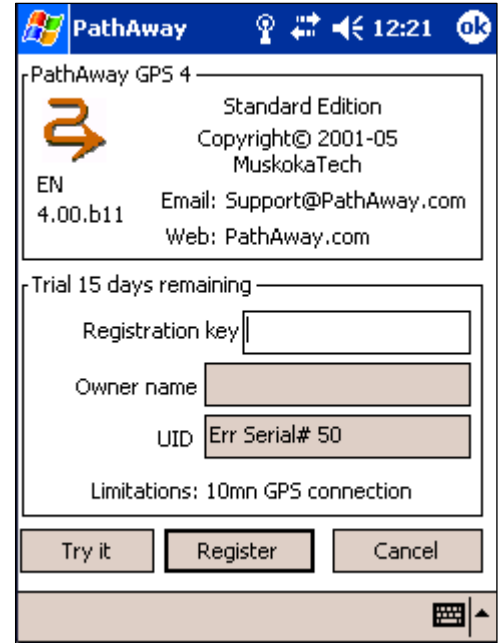 PathAway 12:21 ok
PathAway GPS 4
Standard Edition
Copyright© 2001-05
MuskokaTech
EN
4.00.b11
Email: Support@PathAway.com
Web: PathAway.com
Trial 15 days remaining
Registration key
Owner name
UID Err Serial# 50
Limitations: 10mn GPS connection
Try it Register Cancel